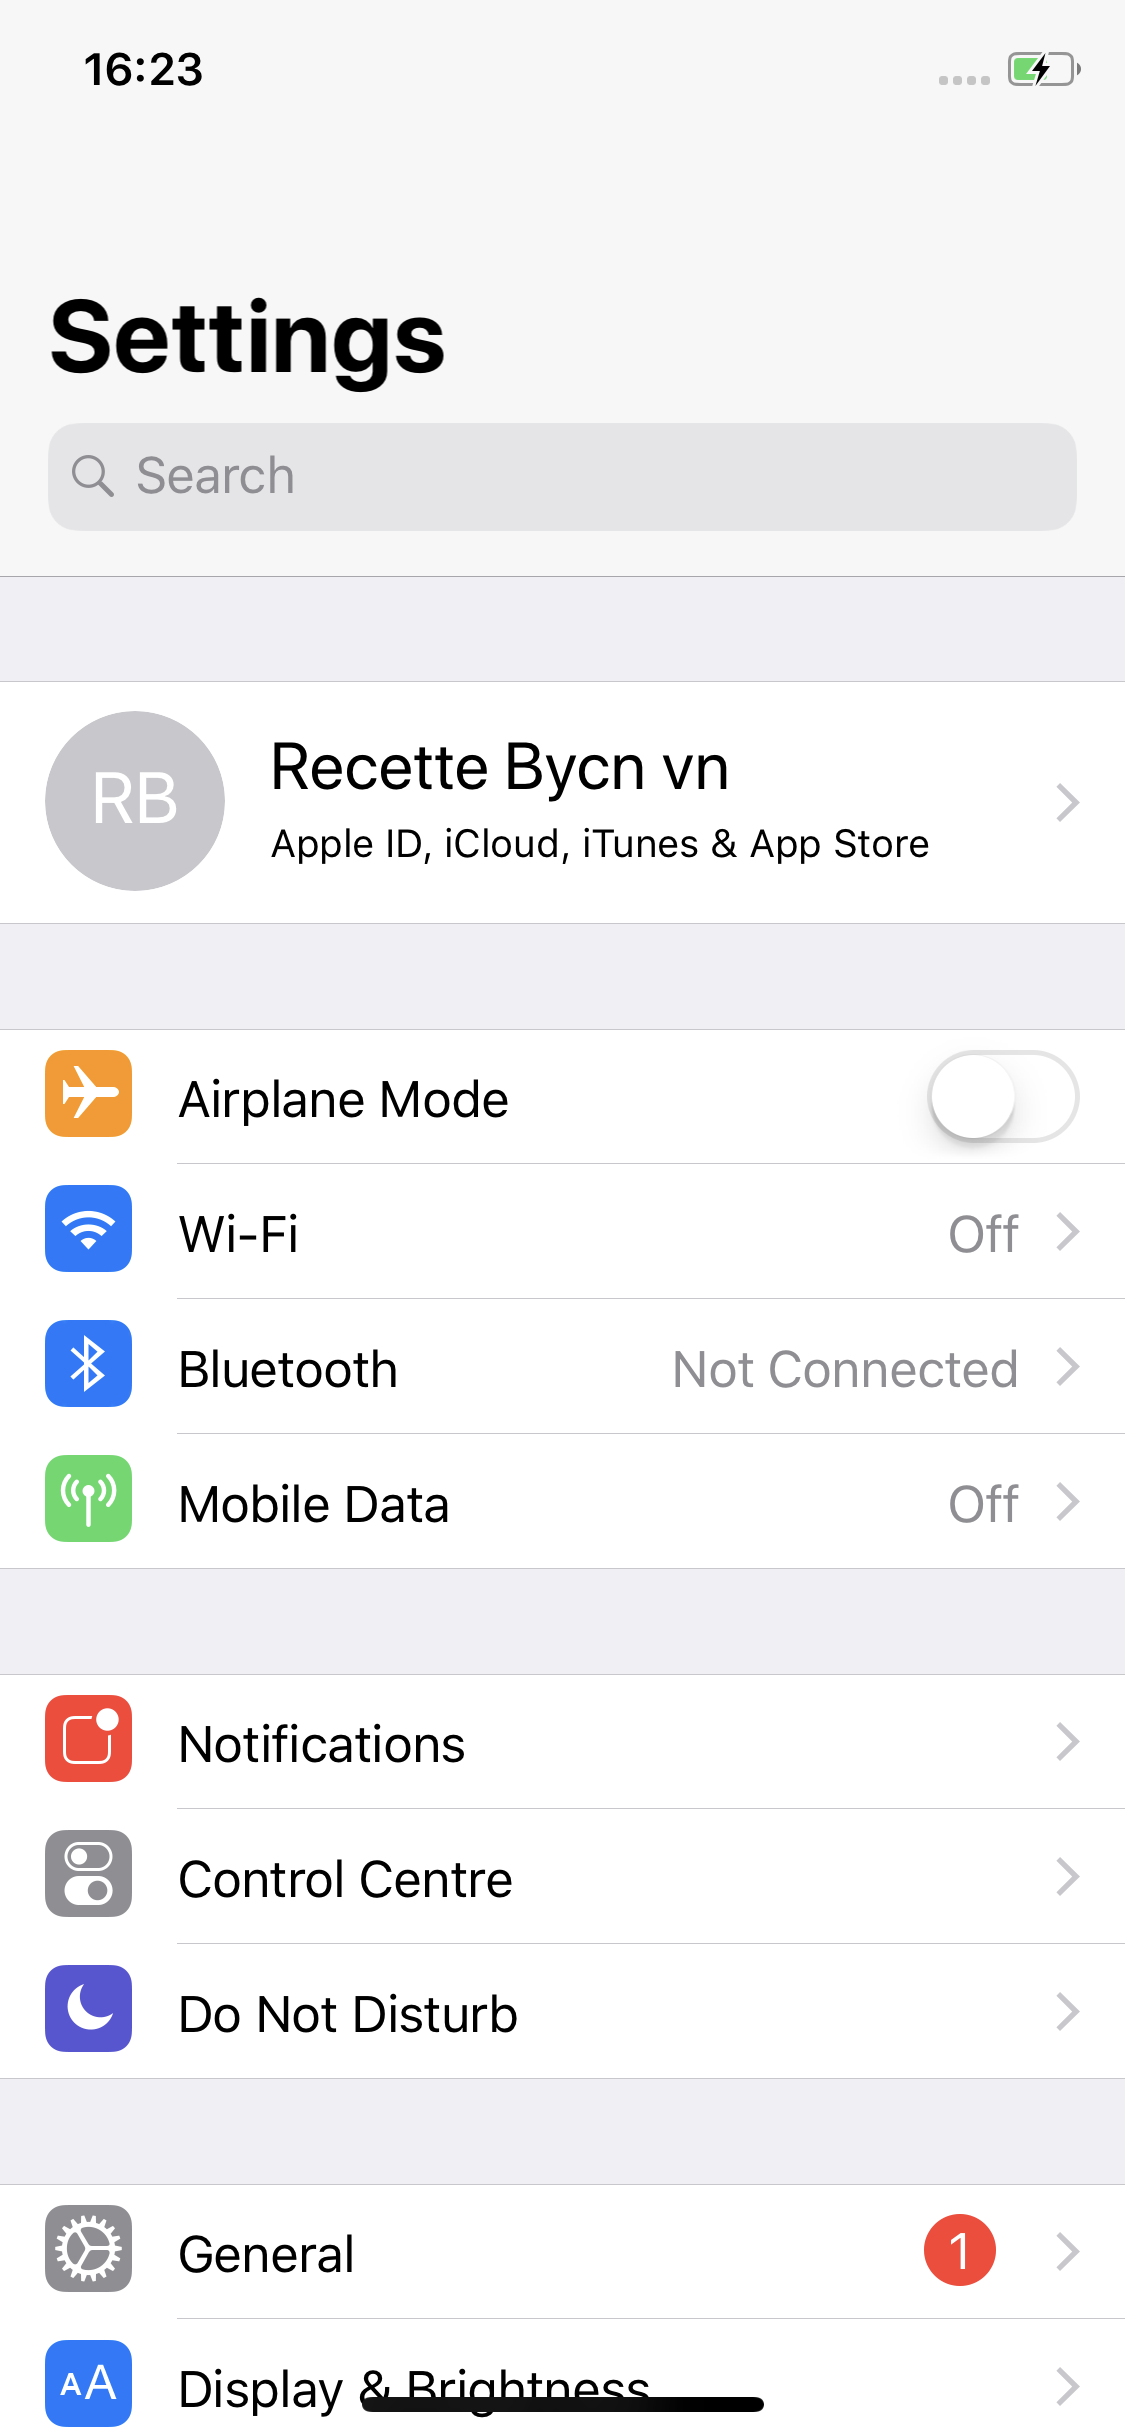 16:23
Settings
Search
RB
Recette Bycn vn
Apple ID, iCloud, iTunes & App Store
Airplane Mode
Wi-Fi Off
Bluetooth Not Connected
Mobile Data Off
Notifications
Control Centre
Do Not Disturb
General 1
AA Display & Brightness